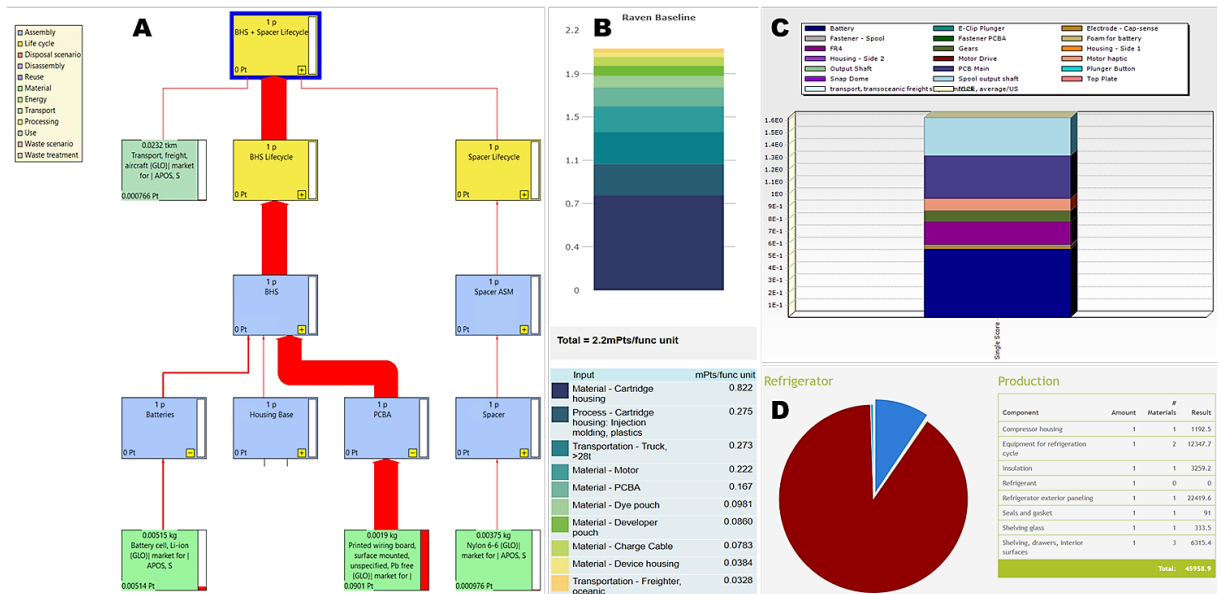 Assembly
Life cycle
Disposal scenario
Disassembly
Reuse
Material
Energy
Transport
Processing
Use
Waste scenario
Waste treatment
A
1 p
BHS + Spacer Lifecycle
0 Pt
0.0232 tkm
Transport, freight,
aircraft {GLO}| market
for | APOS, S
0.000766 Pt
1 p
BHS Lifecycle
0 Pt
1 p
Spacer Lifecycle
0 Pt
1 p
BHS
0 Pt
1 p
Spacer ASM
0 Pt
1 p
Batteries
0 Pt
1 p
Housing Base
0 Pt
1 p
PCBA
0 Pt
1 p
Spacer
0 Pt
0.00515 kg
Battery cell, Li-ion
{GLO}| market for
| APOS, S
0.00514 Pt
0.0019 kg
Printed wiring board,
surface mounted,
unspecified, Pb free
{GLO}| market for |
0.0901 Pt
0.00375 kg
Nylon 6-6 {GLO}|
market for | APOS, S
0.000976 Pt
B
Raven Baseline
2.2
1.9
1.5
1.1
0.7
0.4
0
Total = 2.2mPts/func unit
Input mPts/func unit
Material - Cartridge 0.822
housing
Process - Cartridge 0.275
housing: Injection
molding, plastics
Transportation - Truck, 0.273
>28t
Material - Motor 0.222
Material - PCBA 0.167
Material - Dye pouch 0.0981
Material - Developer 0.0860
pouch
Material - Charge Cable 0.0783
Material - Device housing 0.0384
Transportation - Freighter, 0.0328
oceanic
C
Battery E-Clip Plunger Electrode - Cap-sense
Fastener - Spool Fastener PCBA Foam for battery
FR4 Gears Housing - Side 1
Housing - Side 2 Motor Drive Motor haptic
Output Shaft PCB Main Plunger Button
Snap Dome Spool output shaft Top Plate
transport, transoceanic freight average/US
1.6E0
1.5E0
1.4E0
1.3E0
1.2E0
1.1E0
1E0
9E-1
8E-1
7E-1
6E-1
5E-1
4E-1
3E-1
2E-1
1E-1
Single Score
Refrigerator
D
Production
Component Amount # Materials Result
Compressor housing 1 1 1192.5
Equipment for refrigeration 1 2 12347.7
cycle
Insulation 1 1 3259.2
Refrigerant 1 0 0
Refrigerator exterior paneling 1 1 22419.6
Seals and gasket 1 1 91
Shelving glass 1 1 333.5
Shelving, drawers, interior 1 3 6315.4
surfaces
Total: 45958.9